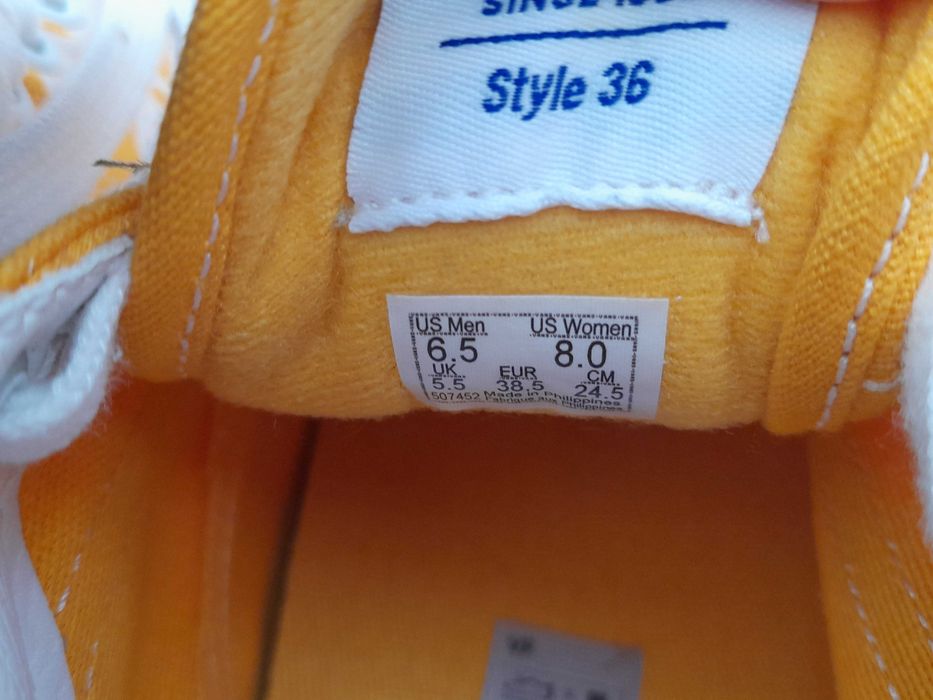 SINCE
Style 36
US Men US Women
6.5 8.0
UK EUR CM
5.5 38.5 24.5
507452 Made in Philippines
Fabriqué aux Philippines